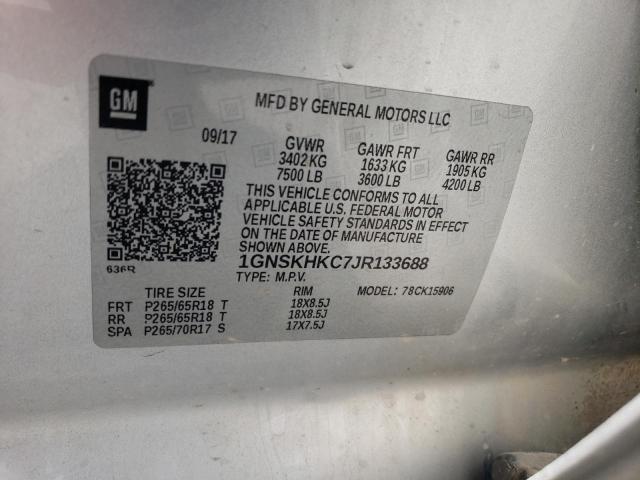 GM
MFD BY GENERAL MOTORS LLC
09/17 GVWR GAWR FRT GAWR RR
3402 KG 1633 KG 1905 KG
7500 LB 3600 LB 4200 LB
THIS VEHICLE CONFORMS TO ALL
APPLICABLE U.S. FEDERAL MOTOR
VEHICLE SAFETY STANDARDS IN EFFECT
ON THE DATE OF MANUFACTURE
SHOWN ABOVE.
636R 1GNSKHKC7JR133688
TYPE: M.P.V. MODEL: 78CK15906
TIRE SIZE RIM
FRT P265/65R18 T 18X8.5J
RR P265/65R18 T 18X8.5J
SPA P265/70R17 S 17X7.5J